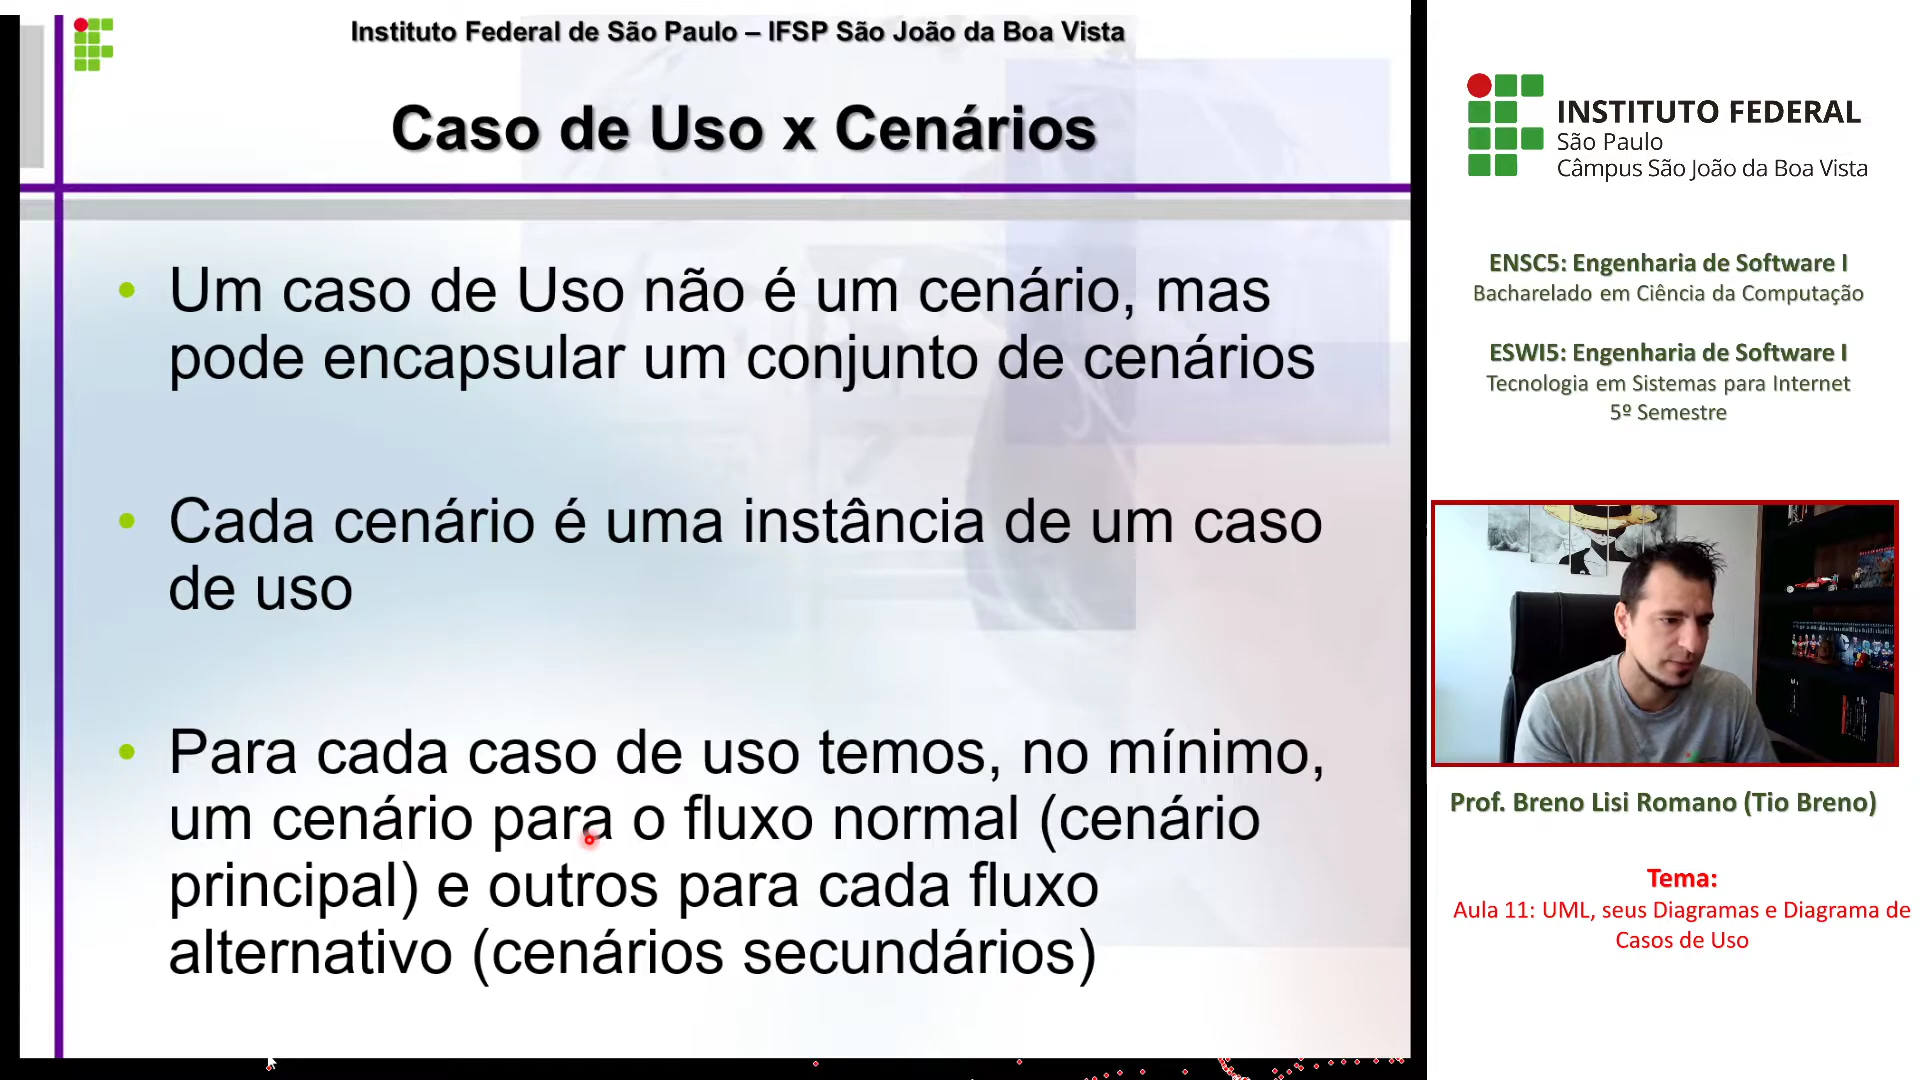 Instituto Federal de São Paulo – IFSP São João da Boa Vista
Caso de Uso x Cenários
• Um caso de Uso não é um cenário, mas
pode encapsular um conjunto de cenários
• Cada cenário é uma instância de um caso
de uso
• Para cada caso de uso temos, no mínimo,
um cenário para o fluxo normal (cenário
principal) e outros para cada fluxo
alternativo (cenários secundários)
INSTITUTO FEDERAL
São Paulo
Câmpus São João da Boa Vista
ENSC5: Engenharia de Software I
Bacharelado em Ciência da Computação
ESWI5: Engenharia de Software I
Tecnologia em Sistemas para Internet
5º Semestre
Prof. Breno Lisi Romano (Tio Breno)
Tema:
Aula 11: UML, seus Diagramas e Diagrama de
Casos de Uso